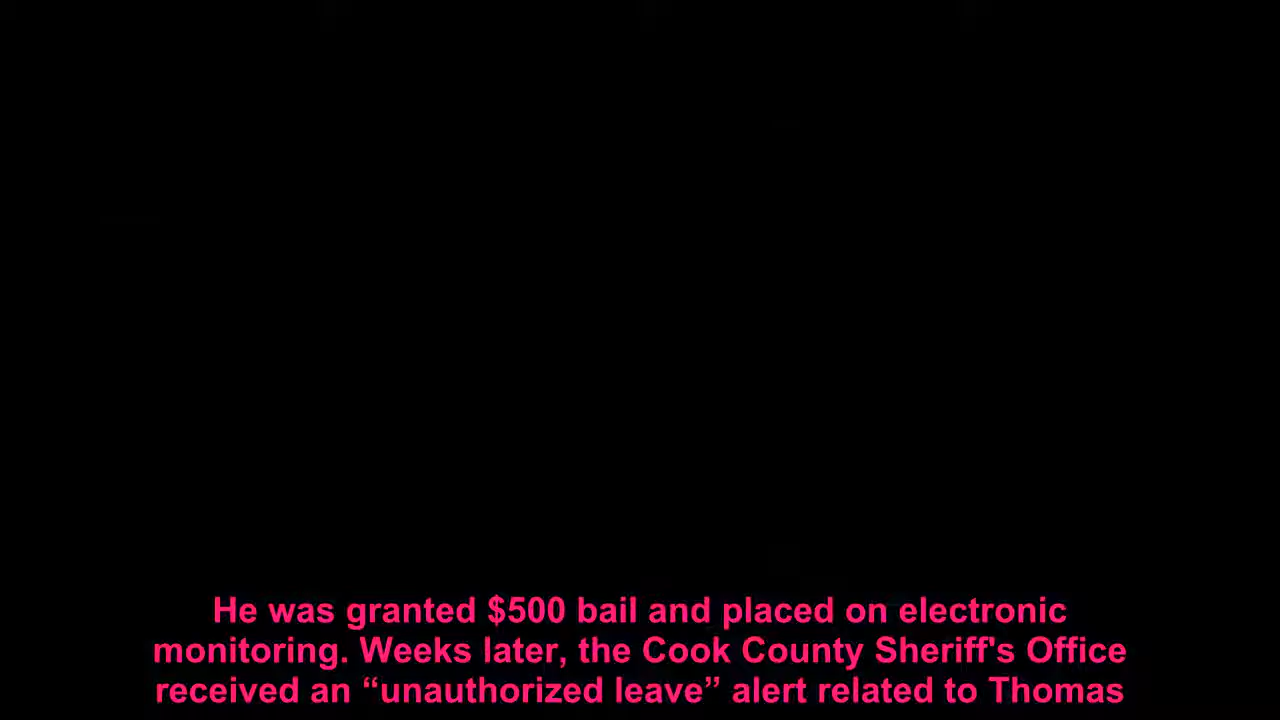 He was granted $500 bail and placed on electronic
monitoring. Weeks later, the Cook County Sheriff's Office
received an “unauthorized leave” alert related to Thomas